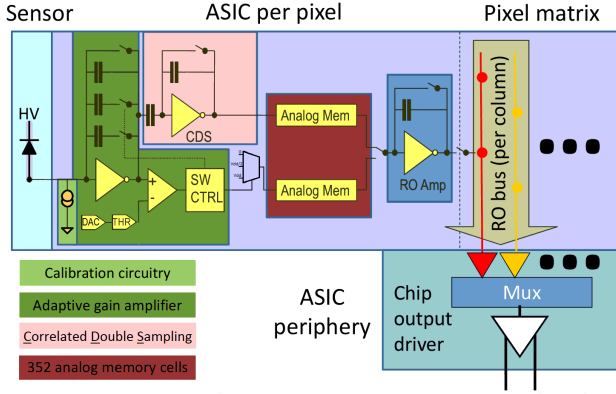 Sensor
ASIC per pixel
Pixel matrix
HV
CDS
Analog Mem
Analog Mem
RO Amp
RO bus (per column)
+
-
SW
CTRL
DAC
THR
Calibration circuitry
Adaptive gain amplifier
Correlated Double Sampling
352 analog memory cells
ASIC
periphery
Chip
output
driver
Mux